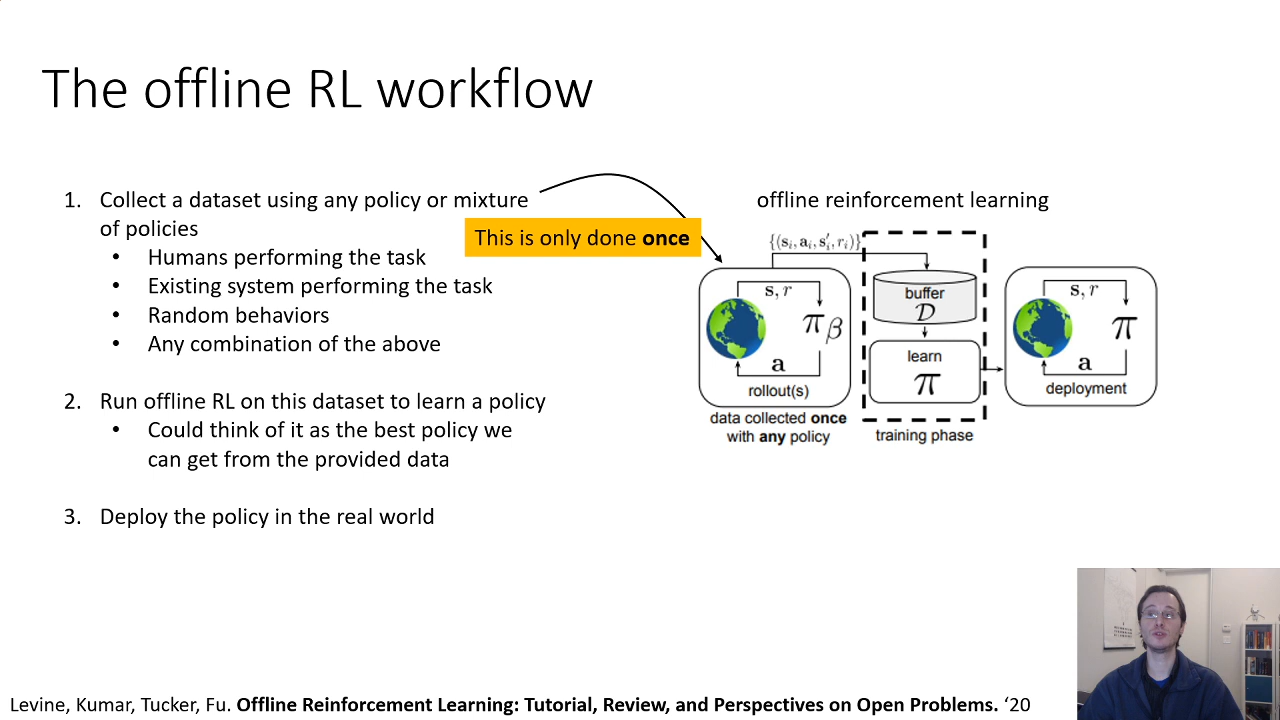 The offline RL workflow
1. Collect a dataset using any policy or mixture
of policies
• Humans performing the task
• Existing system performing the task
• Random behaviors
• Any combination of the above
2. Run offline RL on this dataset to learn a policy
• Could think of it as the best policy we
can get from the provided data
3. Deploy the policy in the real world
This is only done once
offline reinforcement learning
{(s_i, a_i, s'_i, r_i)}
s, r
π_β
a
rollout(s)
data collected once
with any policy
buffer
D
learn
π
training phase
s, r
π
a
deployment
Levine, Kumar, Tucker, Fu. Offline Reinforcement Learning: Tutorial, Review, and Perspectives on Open Problems. ‘20